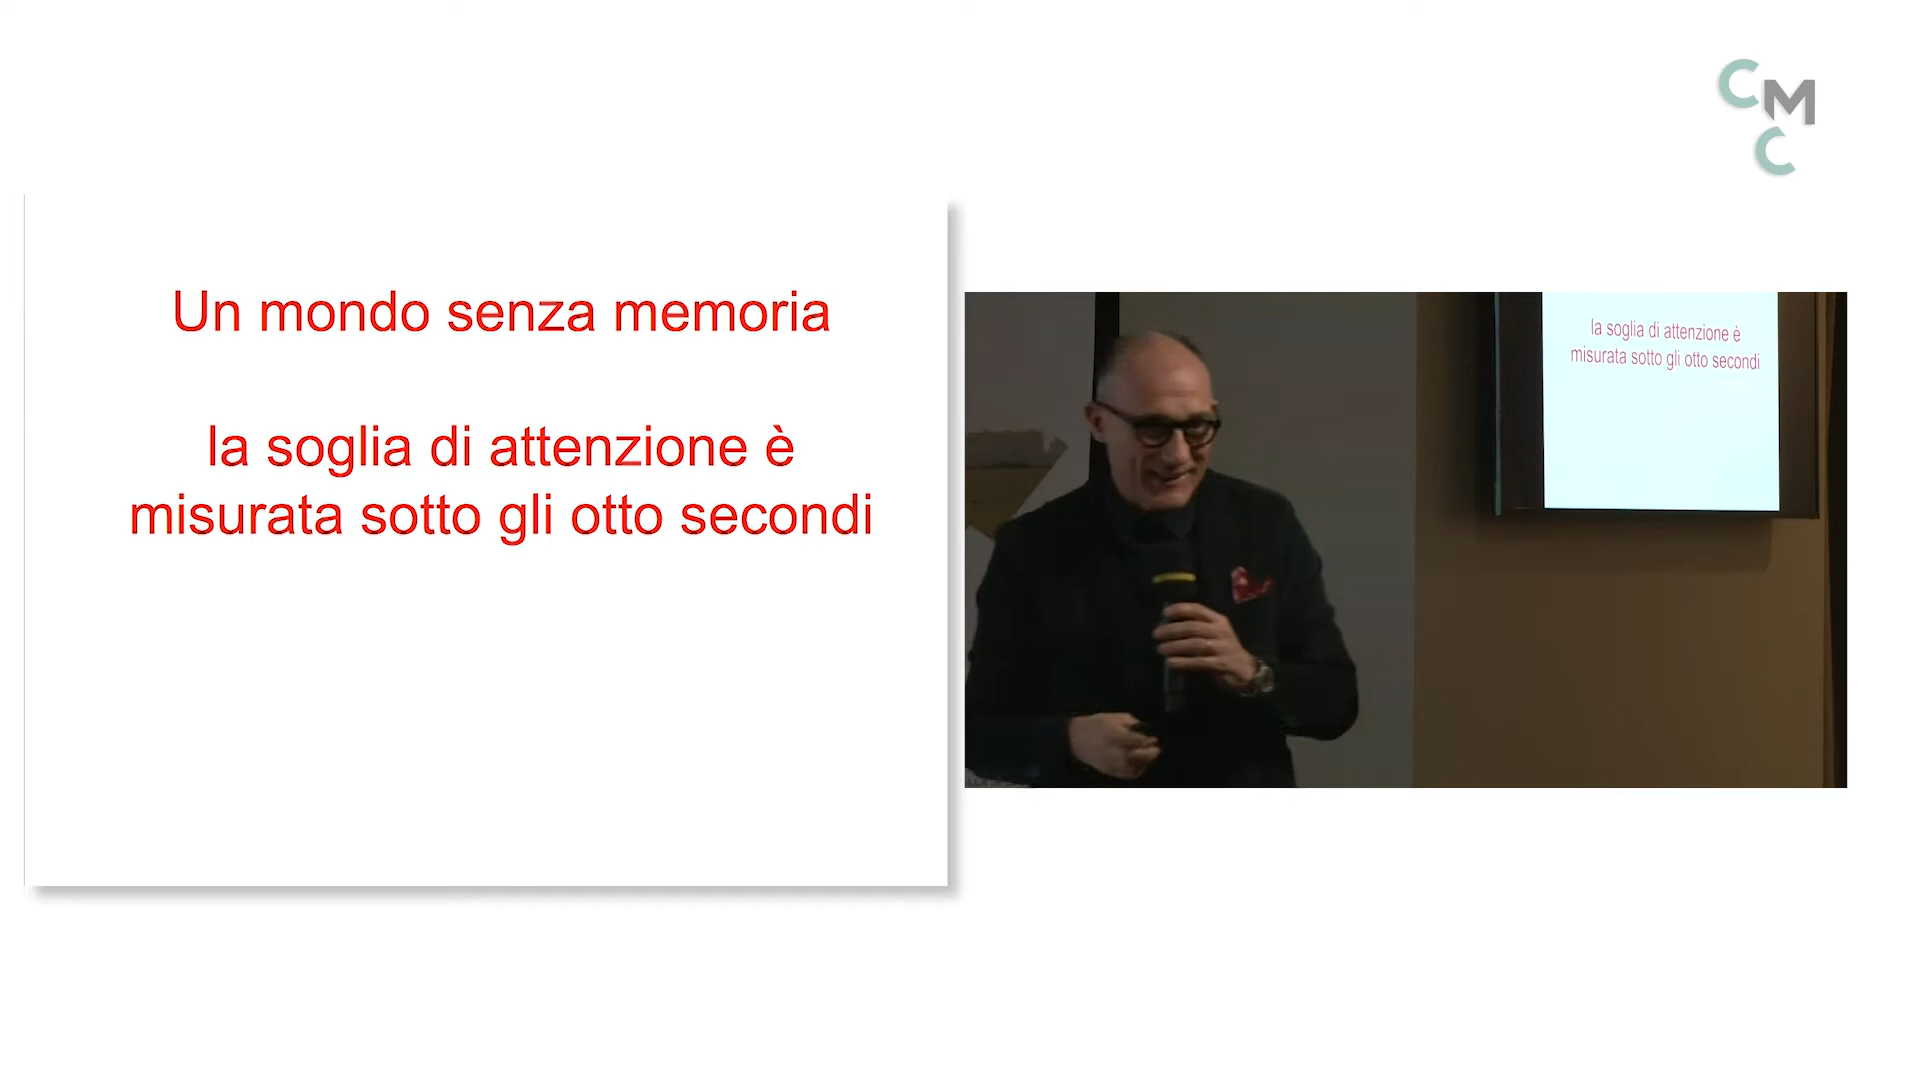 C
M
C
Un mondo senza memoria
la soglia di attenzione è
misurata sotto gli otto secondi
la soglia di attenzione è
misurata sotto gli otto secondi